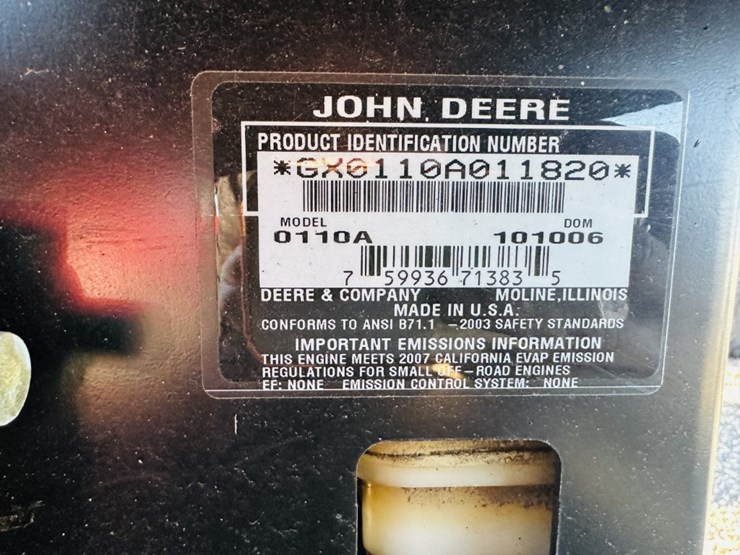 JOHN DEERE
PRODUCT IDENTIFICATION NUMBER
*GX0110A011820*
MODEL DOM
0110A 101006
7 59936 71383 5
DEERE & COMPANY MOLINE, ILLINOIS
MADE IN U.S.A.
CONFORMS TO ANSI B71.1 -2003 SAFETY STANDARDS
IMPORTANT EMISSIONS INFORMATION
THIS ENGINE MEETS 2007 CALIFORNIA EVAP EMISSION
REGULATIONS FOR SMALL OFF-ROAD ENGINES
EF: NONE EMISSION CONTROL SYSTEM: NONE